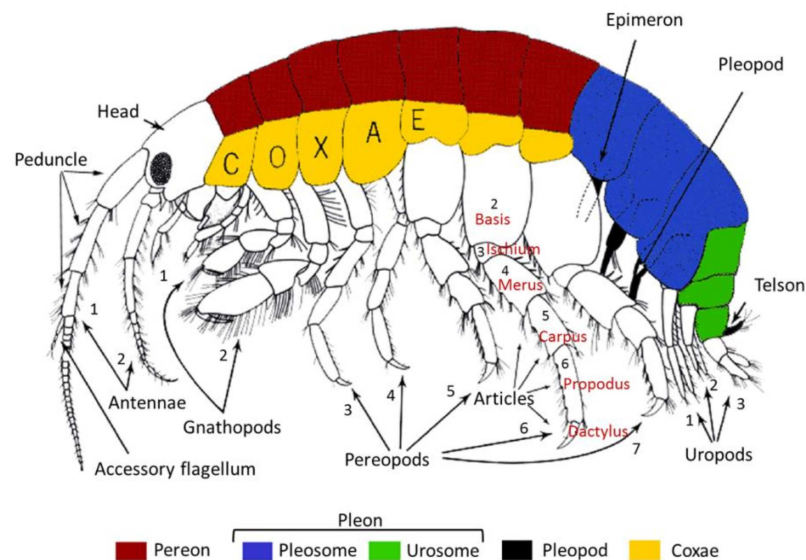 Epimeron
Pleopod
Head
Peduncle
C O X A E
2
Basis
3 Ischium
4
Merus
5
Carpus
6
Propodus
Dactylus
Telson
1
2
Antennae
1
2
Gnathopods
Accessory flagellum
3
4
5
Articles
6
7
Pereopods
1
2
3
Uropods
Pleon
Pereon Pleosome Urosome Pleopod Coxae